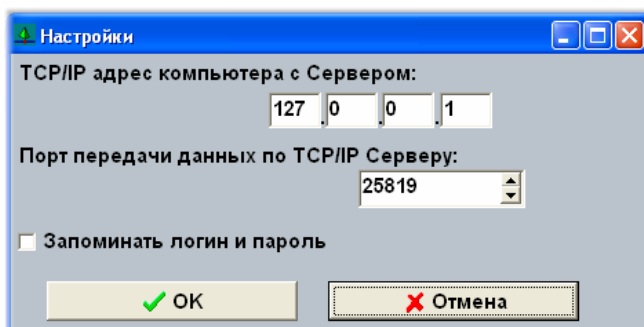 Настройки
TCP/IP адрес компьютера с Сервером:
127 .0 .0 .1
Порт передачи данных по TCP/IP Серверу:
25819
Запоминать логин и пароль
OK
Отмена